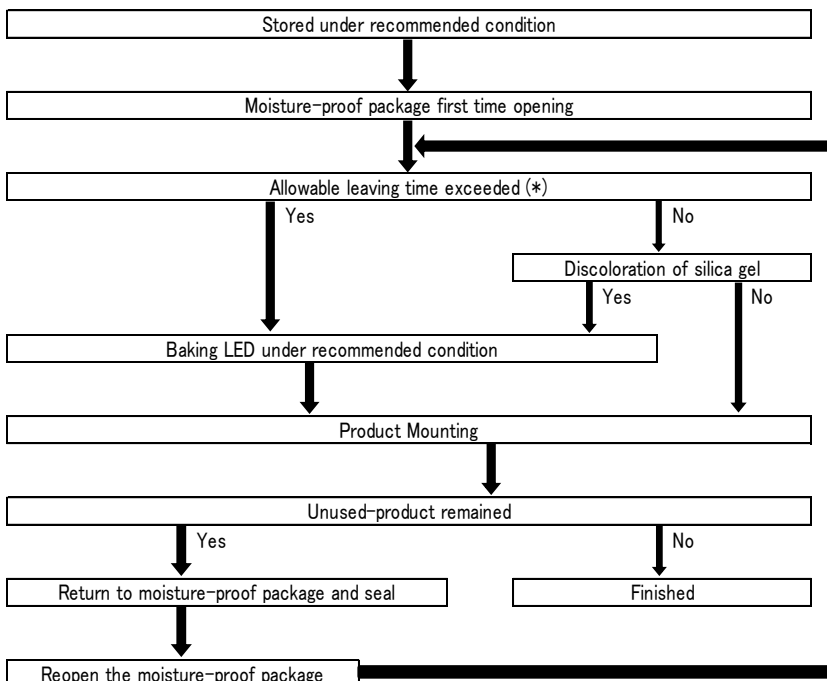 Stored under recommended condition
Moisture-proof package first time opening
Allowable leaving time exceeded (*)
Yes
No
Discoloration of silica gel
Yes
No
Baking LED under recommended condition
Product Mounting
Unused-product remained
Yes
No
Return to moisture-proof package and seal
Finished
Reopen the moisture-proof package